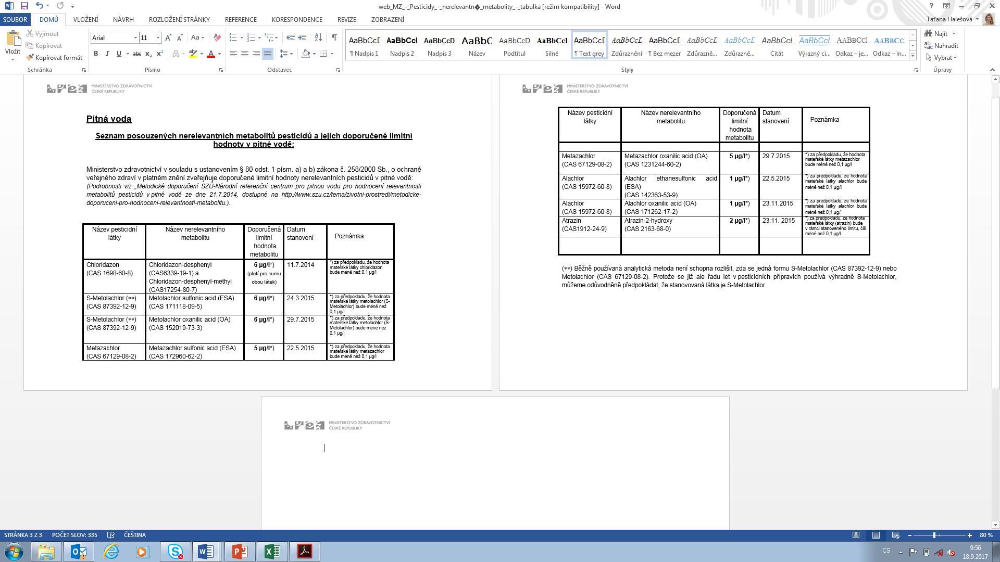 web_MZ_-_Pesticidy_-_nerelevantn�_metabolity_-_tabulka [režim kompatibility] - Word
SOUBOR DOMŮ VLOŽENÍ NÁVRH ROZLOŽENÍ STRÁNKY REFERENCE KORESPONDENCE REVIZE ZOBRAZENÍ
Taťana Halešová
Vložit
Vyjmout
Kopírovat
Kopírovat formát
Schránka
Arial 11
Písmo
Odstavec
AaBbCcD AaBbCcI AaBbCcD AaBbC AaBbCcD AaBbCcI AaBbCcD AaBbCcL AaBbCcD AaBbCcL AaBbCcL AaBbCcL AaBbCcL AABBCCI AABBCC
¶ Nadpis 1 Nadpis 2 Nadpis 3 Název Podtitul Silné ¶ Text grey Zdůraznění ¶ Bez mezer Zdůrazně... Zdůrazně... Citát Výrazný ci... Odkaz – je... Odkaz – in...
Styly
Najít
Nahradit
Vybrat
Úpravy
MINISTERSTVO ZDRAVOTNICTVÍ
ČESKÉ REPUBLIKY
Pitná voda
Seznam posouzených nerelevantních metabolitů pesticidů a jejich doporučené limitní
hodnoty v pitné vodě:
Ministerstvo zdravotnictví v souladu s ustanovením § 80 odst. 1 písm. a) a b) zákona č. 258/2000 Sb., o ochraně
veřejného zdraví v platném znění zveřejňuje doporučené limitní hodnoty nerelevantních pesticidů v pitné vodě:
(Podrobnosti viz „Metodické doporučení SZÚ-Národní referenční centrum pro pitnou vodu pro hodnocení relevantnosti
metabolitů pesticidů v pitné vodě ze dne 21.7.2014, dostupné na http://www.szu.cz/tema/zivotni-prostredi/metodicke-
doporuceni-pro-hodnoceni-relevantnosti-metabolitu.).
Název pesticidní
látky
Název nerelevantního
metabolitu
Doporučená
limitní
hodnota
metabolitu
Datum
stanovení
Poznámka
Chloridazon
(CAS 1698-60-8)
Chloridazon-desphenyl
(CAS6339-19-1) a
Chloridazon-desphenyl-methyl
(CAS17254-80-7)
6 µg/l*)
(platí pro sumu
obou látek)
11.7.2014
*) za předpokladu, že hodnota
mateřské látky chloridazon
bude méně než 0,1 µg/l
S-Metolachlor (**)
(CAS 87392-12-9)
Metolachlor sulfonic acid (ESA)
(CAS 171118-09-5)
6 µg/l*)
24.3.2015
*) za předpokladu, že hodnota
mateřské látky metolachlor (S-
Metolachlor) bude méně než
0,1 µg/l
S-Metolachlor (**)
(CAS 87392-12-9)
Metolachlor oxanilic acid (OA)
(CAS 152019-73-3)
6 µg/l*)
29.7.2015
*) za předpokladu, že hodnota
mateřské látky metolachlor (S-
Metolachlor) bude méně než
0,1 µg/l
Metazachlor
(CAS 67129-08-2)
Metazachlor sulfonic acid (ESA)
(CAS 172960-62-2)
5 µg/l*)
22.5.2015
*) za předpokladu, že hodnota
mateřské látky metazachlor
bude méně než 0,1 µg/l
MINISTERSTVO ZDRAVOTNICTVÍ
ČESKÉ REPUBLIKY
Název pesticidní
látky
Název nerelevantního
metabolitu
Doporučená
limitní
hodnota
metabolitu
Datum
stanovení
Poznámka
Metazachlor
(CAS 67129-08-2)
Metazachlor oxanilic acid (OA)
(CAS 1231244-60-2)
5 µg/l*)
29.7.2015
*) za předpokladu, že hodnota
mateřské látky metazachlor
bude méně než 0,1 µg/l
Alachlor
(CAS 15972-60-8)
Alachlor ethanesulfonic acid
(ESA)
(CAS 142363-53-9)
1 µg/l*)
22.5.2015
*) za předpokladu, že hodnota
mateřské látky alachlor bude
méně než 0,1 µg/l
Alachlor
(CAS 15972-60-8)
Alachlor oxanilic acid (OA)
(CAS 171262-17-2)
1 µg/l*)
23.11.2015
*) za předpokladu, že hodnota
mateřské látky alachlor bude
méně než 0,1 µg/
Atrazin
(CAS1912-24-9)
Atrazin-2-hydroxy
(CAS 2163-68-0)
2 µg/l*)
23.11. 2015
*) za předpokladu, že hodnota
mateřské látky (atrazin) bude
v rámci stanoveného limitu, čili
méně než 0,1 µg/l.
(**) Běžně používaná analytická metoda není schopna rozlišit, zda se jedná formu S-Metolachlor (CAS 87392-12-9) nebo
Metolachlor (CAS 67129-08-2). Protože se již ale řadu let v pesticidních přípravích používá výhradně S-Metolachlor,
můžeme odůvodněně předpokládat, že stanovovaná látka je S-Metolachlor.
MINISTERSTVO ZDRAVOTNICTVÍ
ČESKÉ REPUBLIKY
STRÁNKA 3 Z 3 POČET SLOV: 335 ČEŠTINA
80 %
CS
9:56
18.9.2017